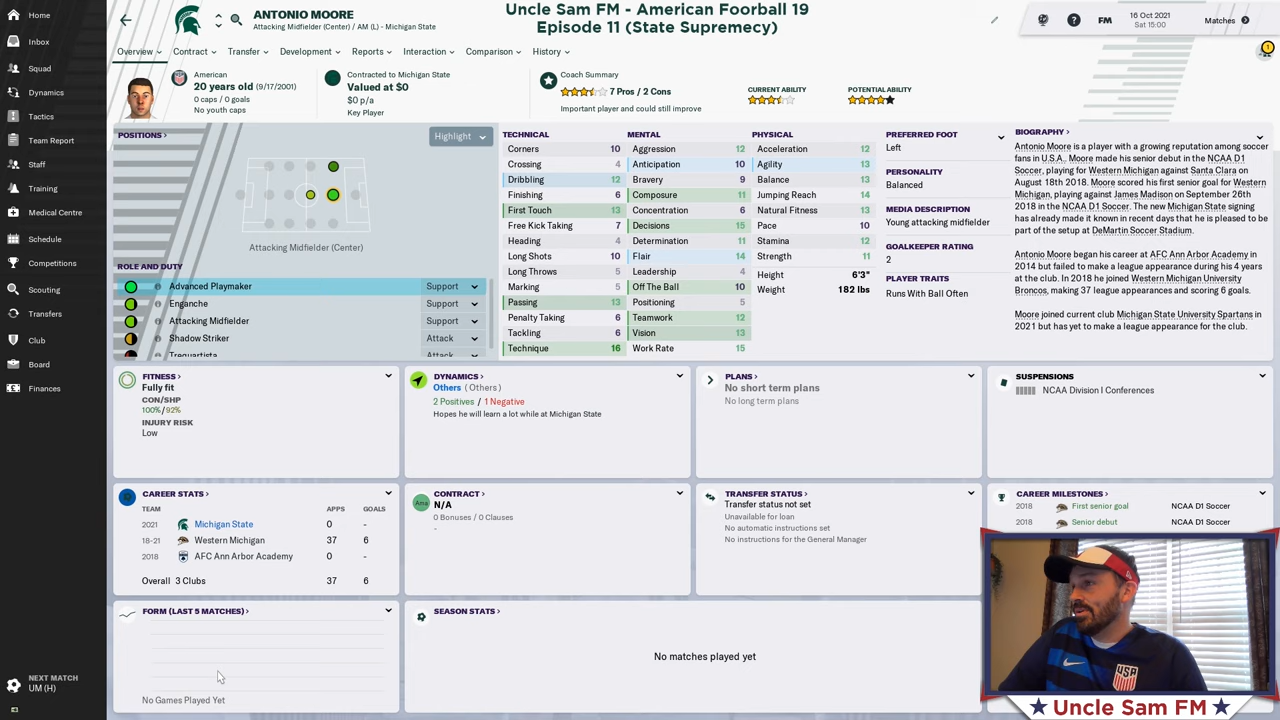 Uncle Sam FM - American Foorball 19
Episode 11 (State Supremecy)
ANTONIO MOORE
Attacking Midfielder (Center) / AM (L) - Michigan State
FM
16 Oct 2021
Sat 15:00
Matches
Home
Inbox
Squad
Dynamics
Tactics
Team Report
Staff
Training
Medical Centre
Schedule
Competitions
Scouting
Transfers
Club
Board
Finances
NEXT MATCH
UM (H)
Overview
Contract
Transfer
Development
Reports
Interaction
Comparison
History
1
American
20 years old (9/17/2001)
0 caps / 0 goals
No youth caps
Contracted to Michigan State
Valued at $0
$0 p/a
Key Player
Coach Summary
7 Pros / 2 Cons
Important player and could still improve
CURRENT ABILITY
POTENTIAL ABILITY
POSITIONS >
Highlight
Attacking Midfielder (Center)
ROLE AND DUTY
Advanced Playmaker Support
Enganche Support
Attacking Midfielder Support
Shadow Striker Attack
Trequartista Attack
TECHNICAL
Corners 10
Crossing 4
Dribbling 12
Finishing 6
First Touch 13
Free Kick Taking 7
Heading 4
Long Shots 10
Long Throws 5
Marking 5
Passing 13
Penalty Taking 6
Tackling 6
Technique 16
MENTAL
Aggression 12
Anticipation 10
Bravery 9
Composure 11
Concentration 6
Decisions 15
Determination 11
Flair 14
Leadership 4
Off The Ball 10
Positioning 5
Teamwork 12
Vision 13
Work Rate 15
PHYSICAL
Acceleration 12
Agility 13
Balance 13
Jumping Reach 14
Natural Fitness 13
Pace 10
Stamina 12
Strength 11
Height 6'3"
Weight 182 lbs
PREFERRED FOOT
Left
PERSONALITY
Balanced
MEDIA DESCRIPTION
Young attacking midfielder
GOALKEEPER RATING
2
PLAYER TRAITS
Runs With Ball Often
BIOGRAPHY >
Antonio Moore is a player with a growing reputation among soccer
fans in U.S.A.. Moore made his senior debut in the NCAA D1
Soccer, playing for Western Michigan against Santa Clara on
August 18th 2018. Moore scored his first senior goal for Western
Michigan, playing against James Madison on September 26th
2018 in the NCAA D1 Soccer. The new Michigan State signing
has already made it known in recent days that he is pleased to be
part of the setup at DeMartin Soccer Stadium.
Antonio Moore began his career at AFC Ann Arbor Academy in
2014 but failed to make a league appearance during his 4 years
at the club. In 2018 he joined Western Michigan University
Broncos, making 37 league appearances and scoring 6 goals.
Moore joined current club Michigan State University Spartans in
2021 but has yet to make a league appearance for the club.
FITNESS >
Fully fit
CON/SHP
100%/92%
INJURY RISK
Low
DYNAMICS >
Others (Others)
2 Positives / 1 Negative
Hopes he will learn a lot while at Michigan State
PLANS >
No short term plans
No long term plans
SUSPENSIONS
NCAA Division I Conferences
CAREER STATS >
TEAM APPS GOALS
2021 Michigan State 0 -
18-21 Western Michigan 37 6
2018 AFC Ann Arbor Academy 0 -
Overall 3 Clubs 37 6
CONTRACT >
N/A
0 Bonuses / 0 Clauses
-
TRANSFER STATUS >
Transfer status not set
Unavailable for loan
No automatic instructions set
No instructions for the General Manager
CAREER MILESTONES >
2018 First senior goal NCAA D1 Soccer
2018 Senior debut NCAA D1 Soccer
FORM (LAST 5 MATCHES) >
No Games Played Yet
SEASON STATS >
No matches played yet
Uncle Sam FM